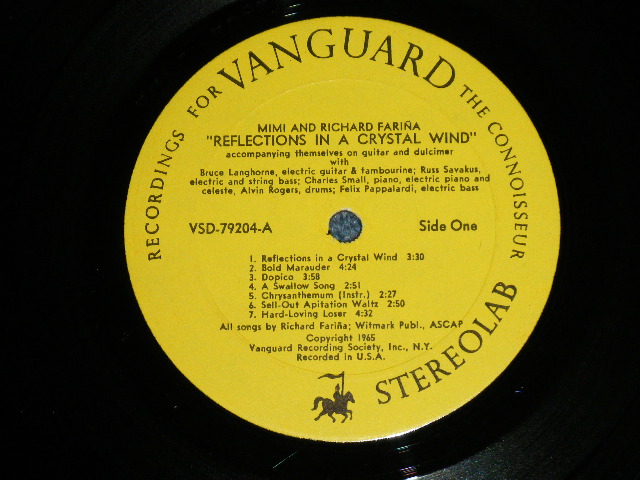 RECORDINGS FOR VANGUARD THE CONNOISSEUR
MIMI AND RICHARD FARIÑA
"REFLECTIONS IN A CRYSTAL WIND"
accompanying themselves on guitar and dulcimer
with
Bruce Langhorne, electric guitar & tambourine; Russ Savakus,
electric and string bass; Charles Small, piano, electric piano and
celeste, Alvin Rogers, drums; Felix Pappalardi, electric bass
VSD-79204-A Side One
1. Reflections in a Crystal Wind 3:30
2. Bold Marauder 4:24
3. Dopico 3:58
4. A Swallow Song 2:51
5. Chrysanthemum (Instr.) 2:27
6. Sell-Out Apitation Waltz 2:50
7. Hard-Loving Loser 4:32
All songs by Richard Fariña; Witmark Publ., ASCAP
Copyright 1965
Vanguard Recording Society, Inc., N.Y.
Recorded in U.S.A.
STEREOLAB